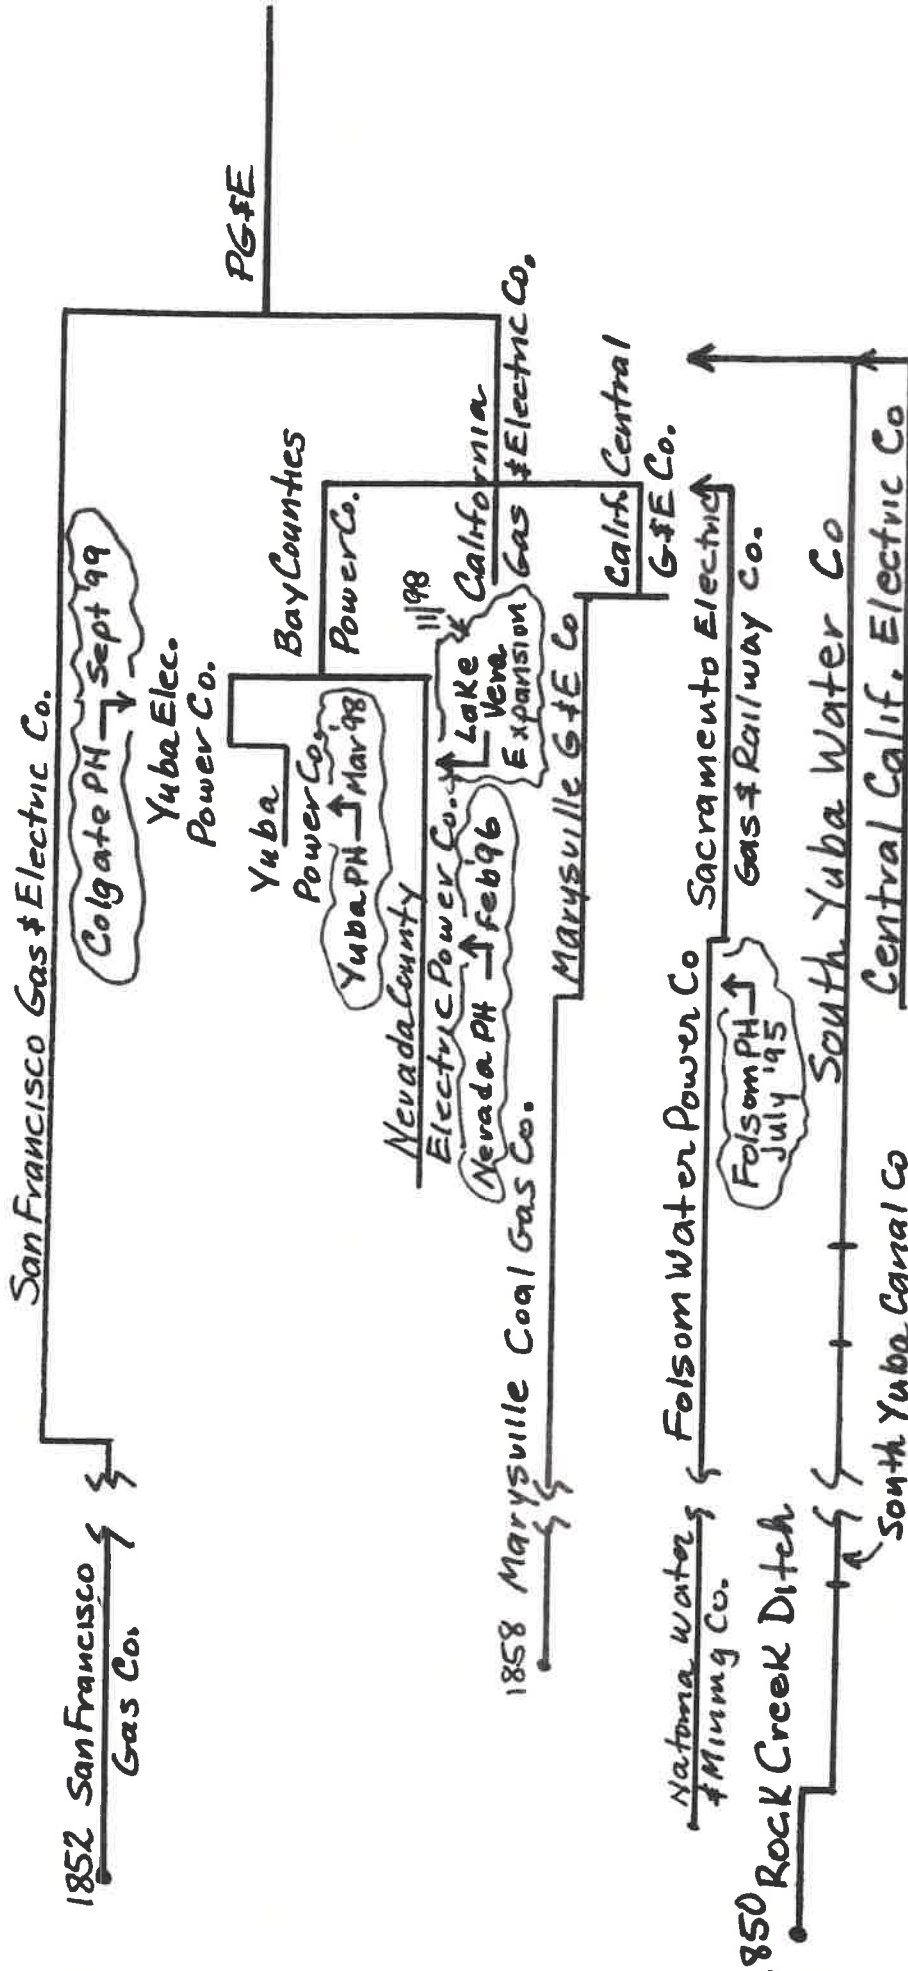 San Francisco Gas & Electric Co.
1852 San Francisco
Gas Co.
Colgate PH → Sept '99
Yuba Elec.
Power Co.
PG&E
Yuba
Power Co.
Yuba PH → Mar '98
Bay Counties
Power Co.
Nevada County
Electric Power Co.
Nevada PH → Feb '96
11/98
Lake
Vera
Expansion
California
Gas & Electric Co.
1858 Marysville Coal Gas Co.
Marysville G&E Co
Calif. Central
G&E Co.
Natoma Water
& Mining Co.
Folsom Water Power Co
Folsom PH →
July '95
Sacramento Electric
Gas & Railway Co.
850 Rock Creek Ditch
South Yuba Canal Co
South Yuba Water Co
Central Calif. Electric Co